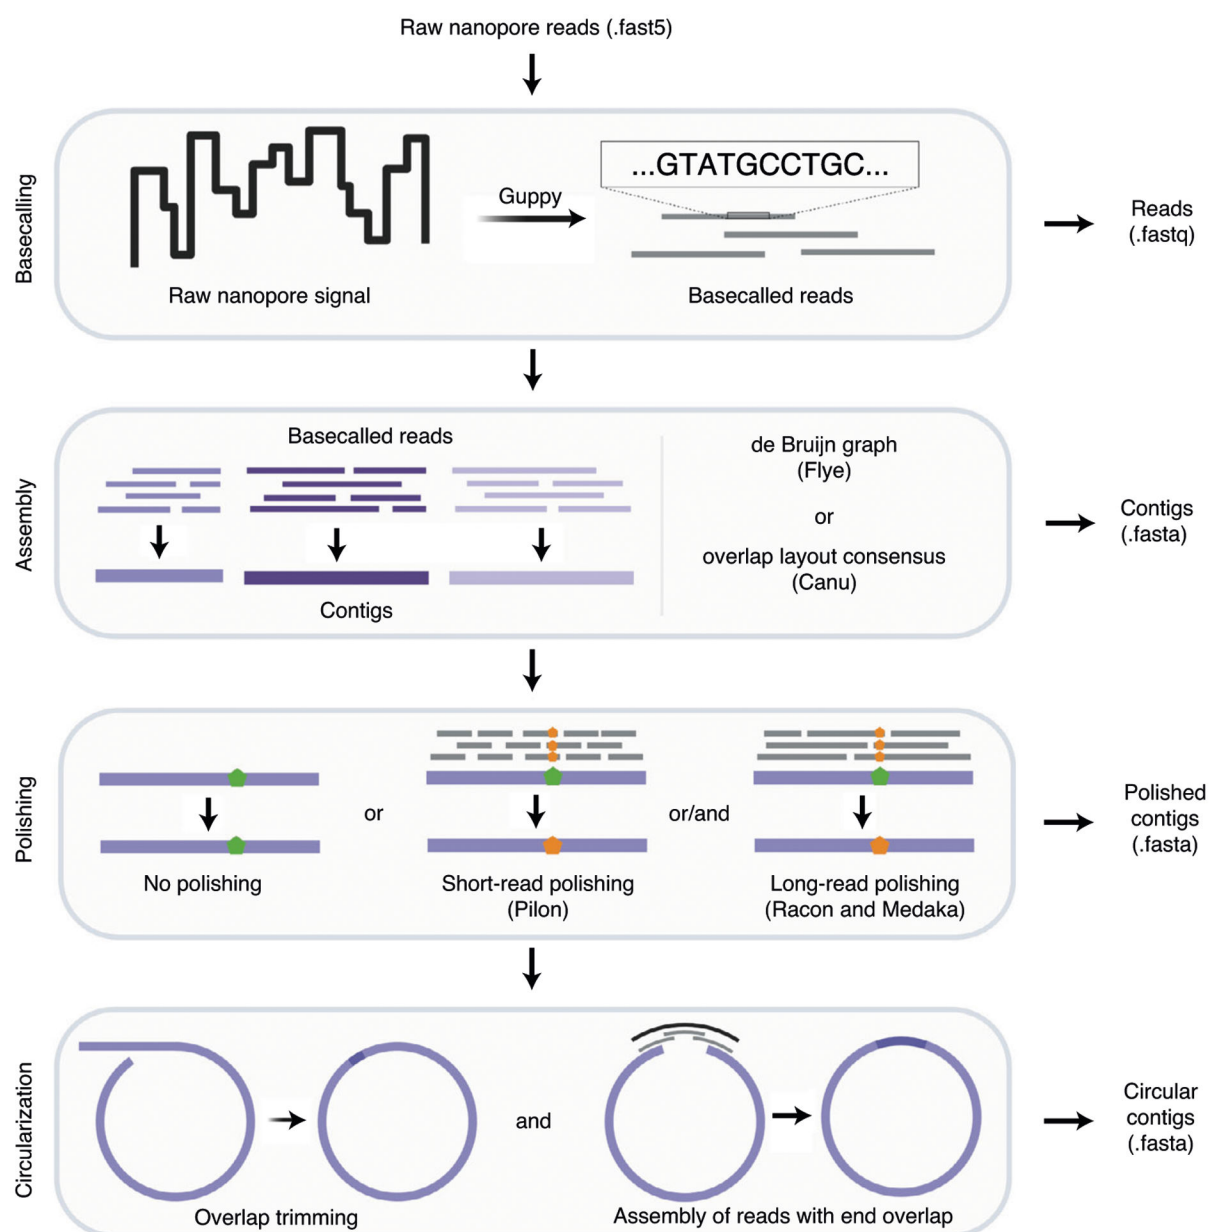 Raw nanopore reads (.fast5)
Basecalling
Guppy
...GTATGCCTGC...
Raw nanopore signal
Basecalled reads
Reads
(.fastq)
Assembly
Basecalled reads
Contigs
de Bruijn graph
(Flye)
or
overlap layout consensus
(Canu)
Contigs
(.fasta)
Polishing
No polishing
or
Short-read polishing
(Pilon)
or/and
Long-read polishing
(Racon and Medaka)
Polished
contigs
(.fasta)
Circularization
Overlap trimming
and
Assembly of reads with end overlap
Circular
contigs
(.fasta)